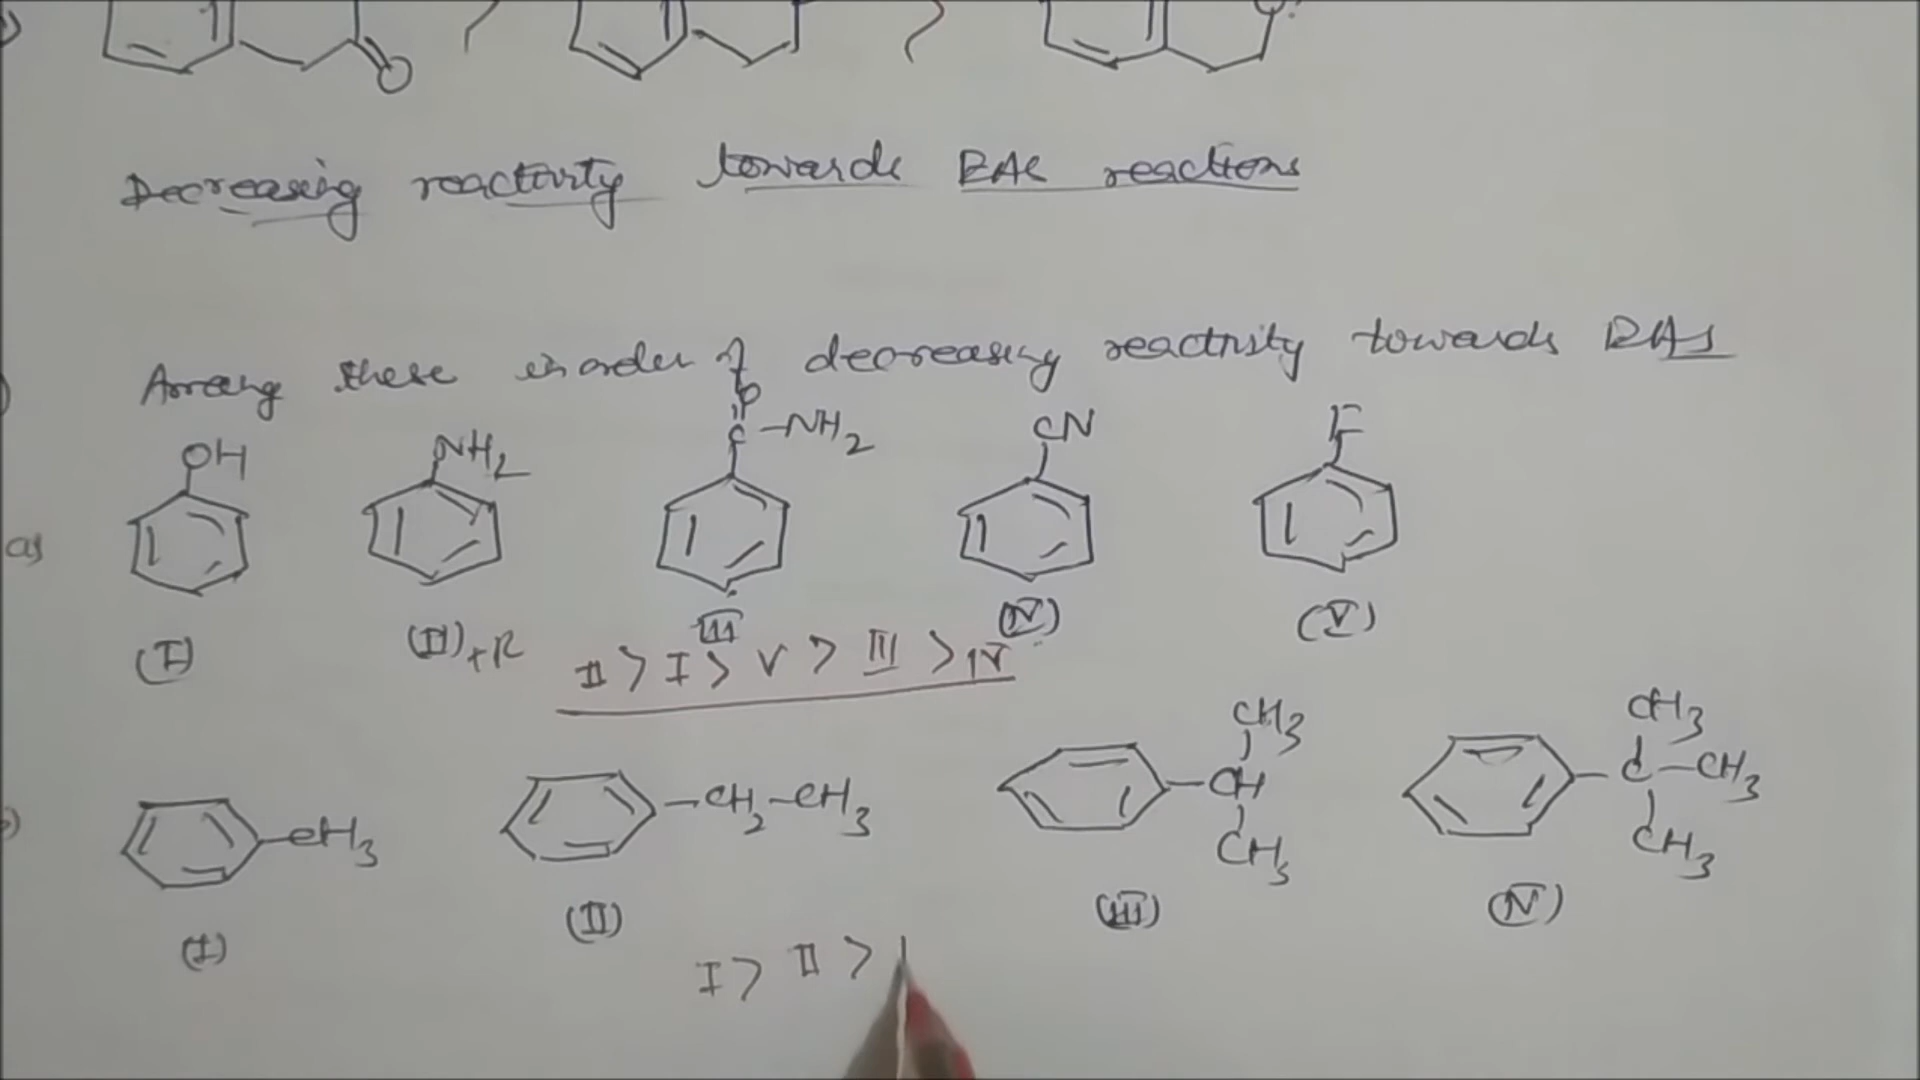 Decreasing reactivity towards EAS reactions
Arrang these in order of decreasing reactivity towards EAS
OH NH2 O C-NH2 CN F
a)
(I) (II) +R III (IV) (V)
II > I > V > III > IV
CH3 -CH2-CH3 CH3 -CH CH3 CH3 -C-CH3 CH3
(I) (II) (III) (IV)
I > II > I